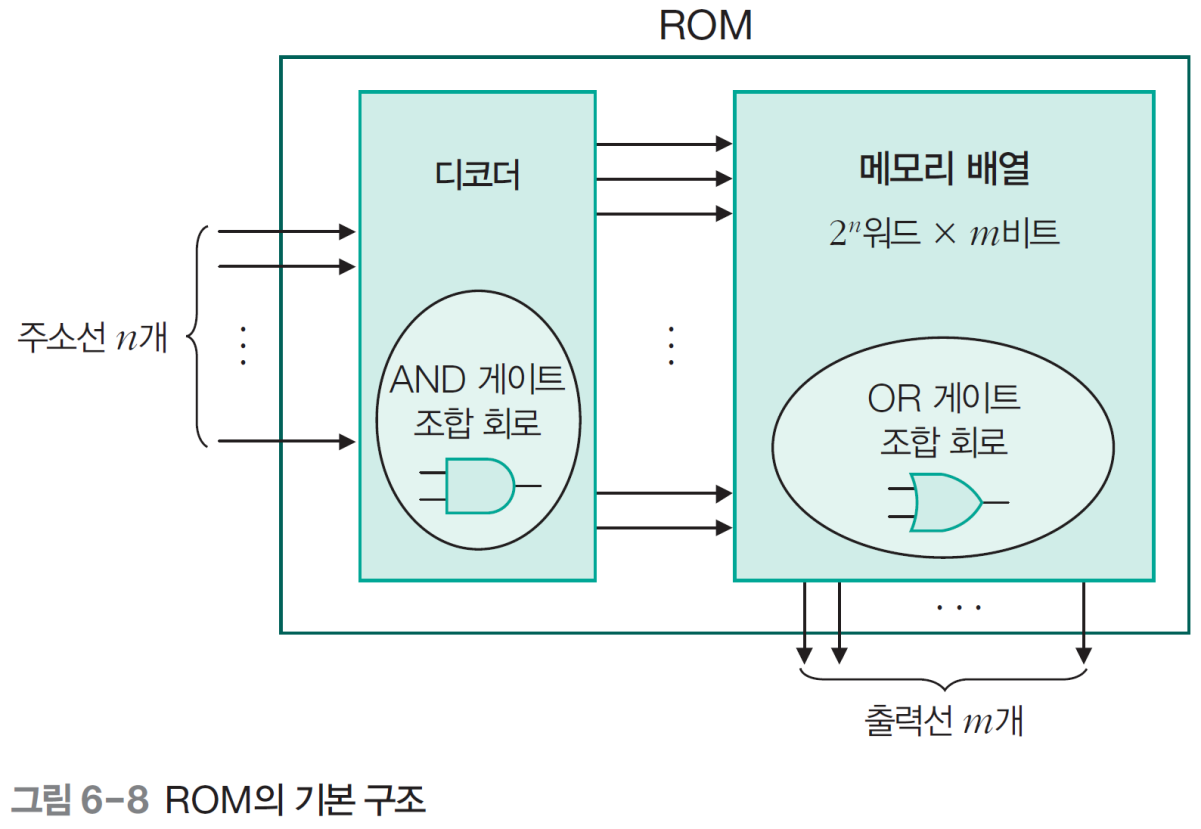 ROM
디코더
메모리 배열
2ⁿ워드 × m비트
주소선 n개
⋮
⋮
AND 게이트
조합 회로
OR 게이트
조합 회로
···
출력선 m개
그림 6-8 ROM의 기본 구조